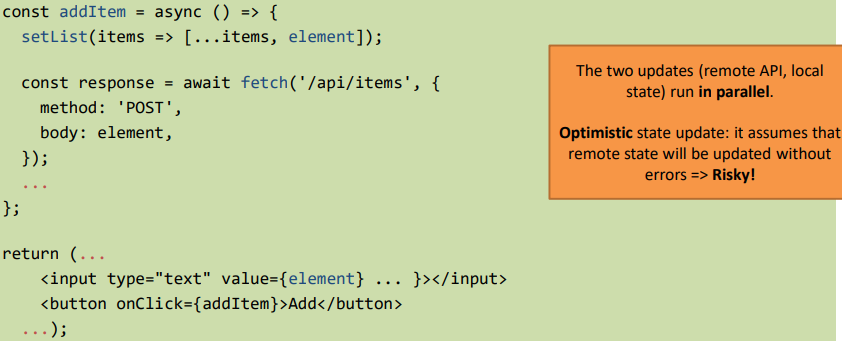 const addItem = async () => {
  setList(items => [...items, element]);

  const response = await fetch('/api/items', {
    method: 'POST',
    body: element,
  });
  ...
};

return (...
    <input type="text" value={element} ... }></input>
    <button onClick={addItem}>Add</button>
  ...);
The two updates (remote API, local
state) run in parallel.
Optimistic state update: it assumes that
remote state will be updated without
errors => Risky!